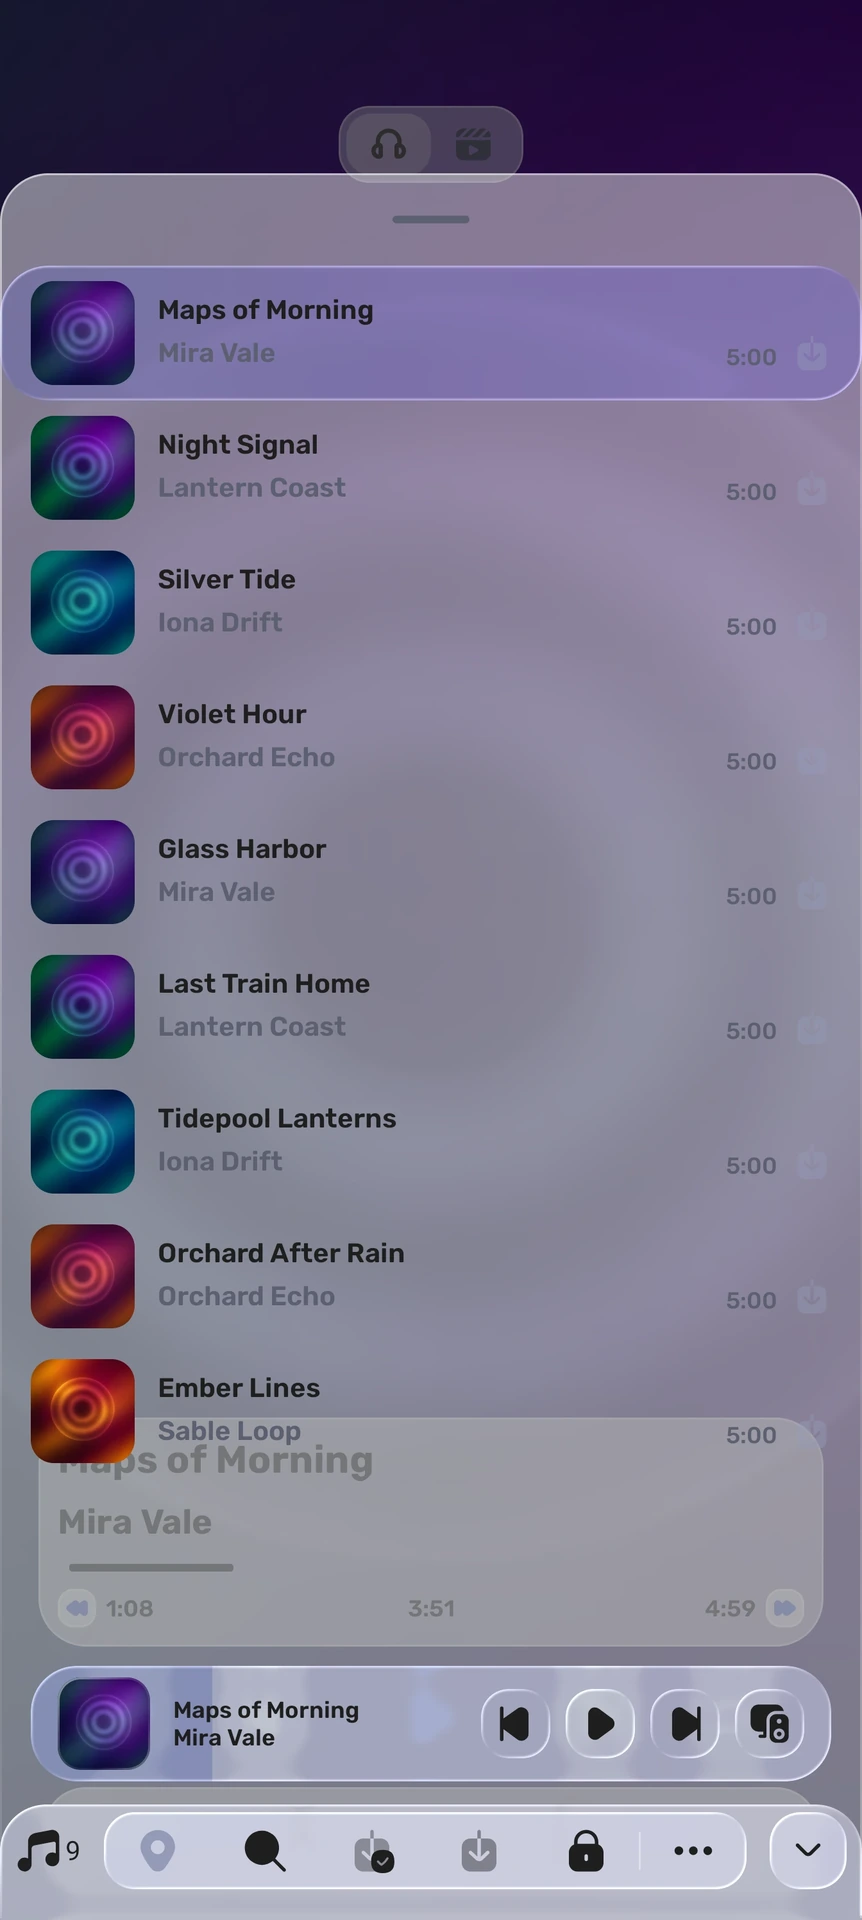 Maps of Morning
Mira Vale
5:00
Night Signal
Lantern Coast
5:00
Silver Tide
Iona Drift
5:00
Violet Hour
Orchard Echo
5:00
Glass Harbor
Mira Vale
5:00
Last Train Home
Lantern Coast
5:00
Tidepool Lanterns
Iona Drift
5:00
Orchard After Rain
Orchard Echo
5:00
Ember Lines
Sable Loop
5:00
Maps of Morning
Mira Vale
1:08 3:51 4:59
Maps of Morning
Mira Vale
9